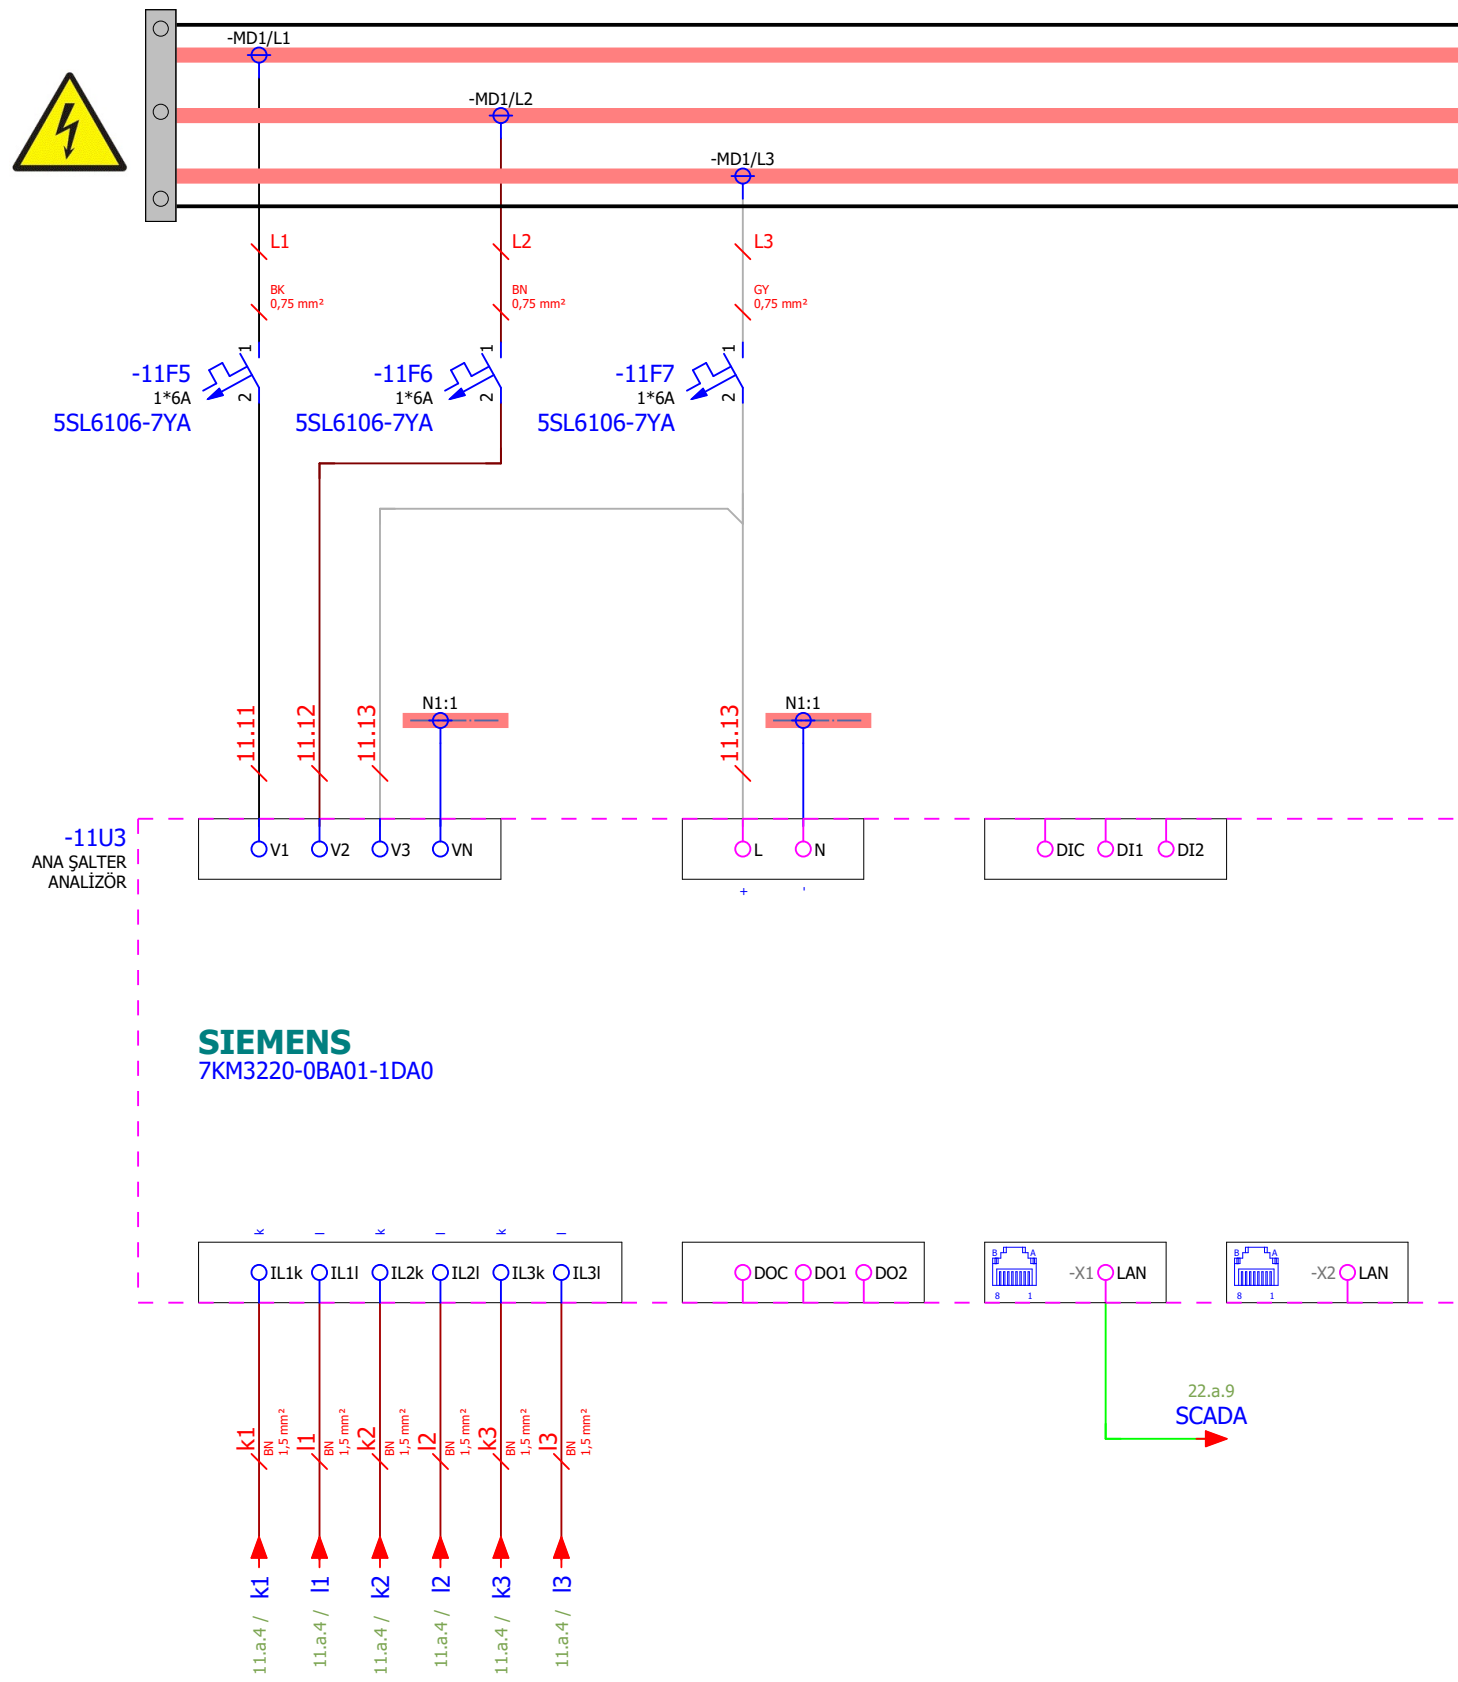 -MD1/L1
-MD1/L2
-MD1/L3
L1
L2
L3
BK
0,75 mm²
BN
0,75 mm²
GY
0,75 mm²
1
2
-11F5
1*6A
5SL6106-7YA
1
2
-11F6
1*6A
5SL6106-7YA
1
2
-11F7
1*6A
5SL6106-7YA
11.11
11.12
11.13
N1:1
11.13
N1:1
-11U3
ANA ŞALTER
ANALİZÖR
V1
V2
V3
VN
L
N
+
'
DIC
DI1
DI2
SIEMENS
7KM3220-0BA01-1DA0
k
l
k
l
k
l
IL1k
IL1l
IL2k
IL2l
IL3k
IL3l
DOC
DO1
DO2
B
A
8
1
-X1
LAN
B
A
8
1
-X2
LAN
k1
BN
1,5 mm²
l1
BN
1,5 mm²
k2
BN
1,5 mm²
l2
BN
1,5 mm²
k3
BN
1,5 mm²
l3
BN
1,5 mm²
22.a.9
SCADA
k1
l1
k2
l2
k3
l3
11.a.4 /
11.a.4 /
11.a.4 /
11.a.4 /
11.a.4 /
11.a.4 /